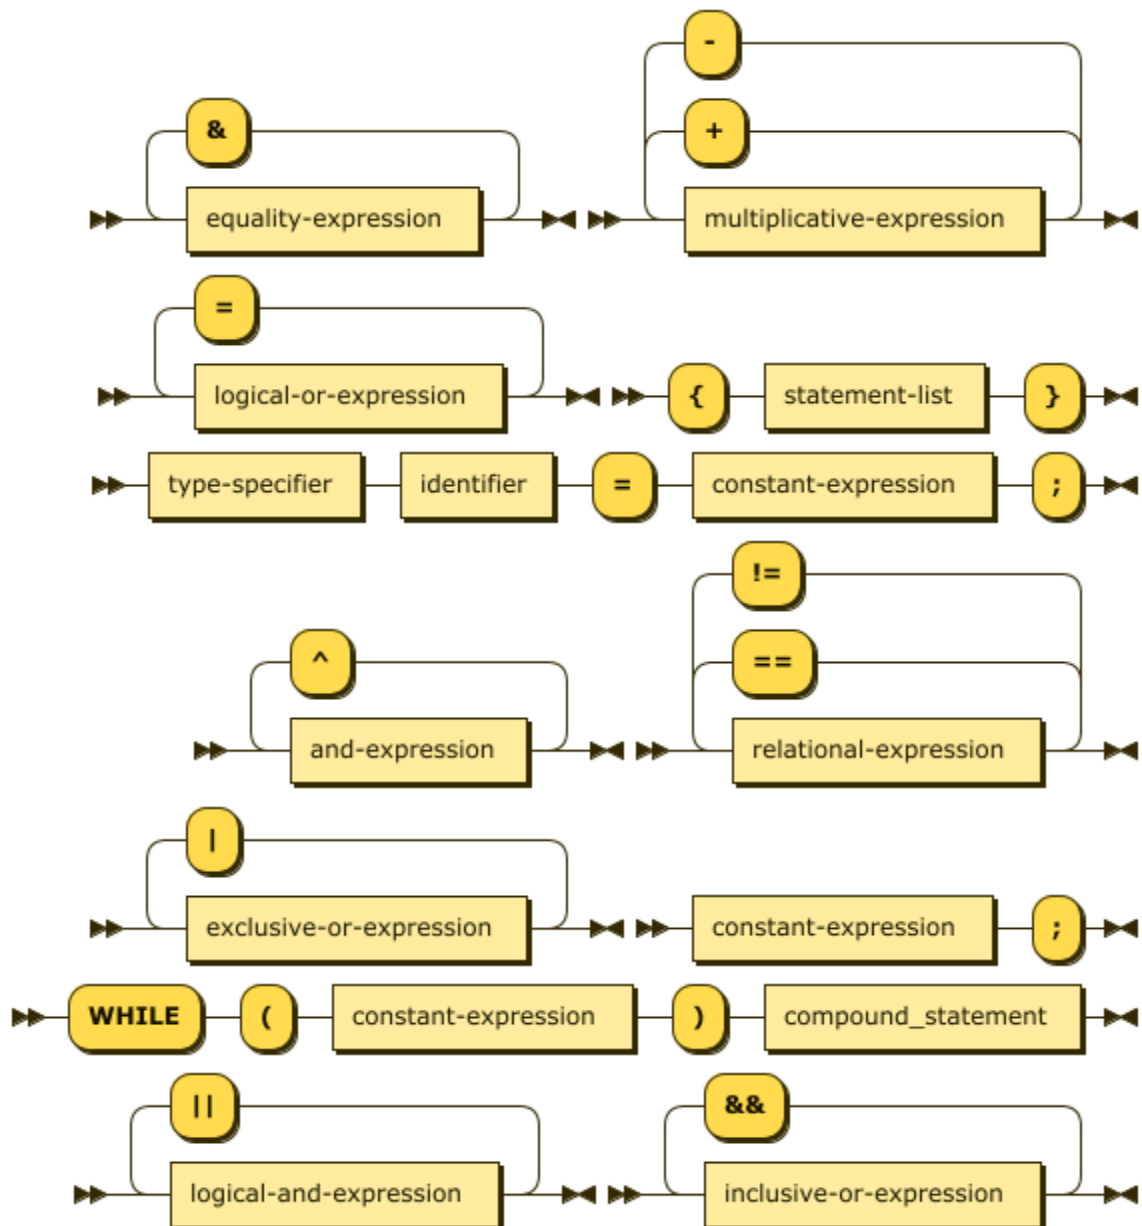 -
& +
equality-expression multiplicative-expression
=
logical-or-expression { statement-list }
type-specifier identifier = constant-expression ;
!=
^ ==
and-expression relational-expression
|
exclusive-or-expression constant-expression ;
WHILE ( constant-expression ) compound_statement
|| &&
logical-and-expression inclusive-or-expression